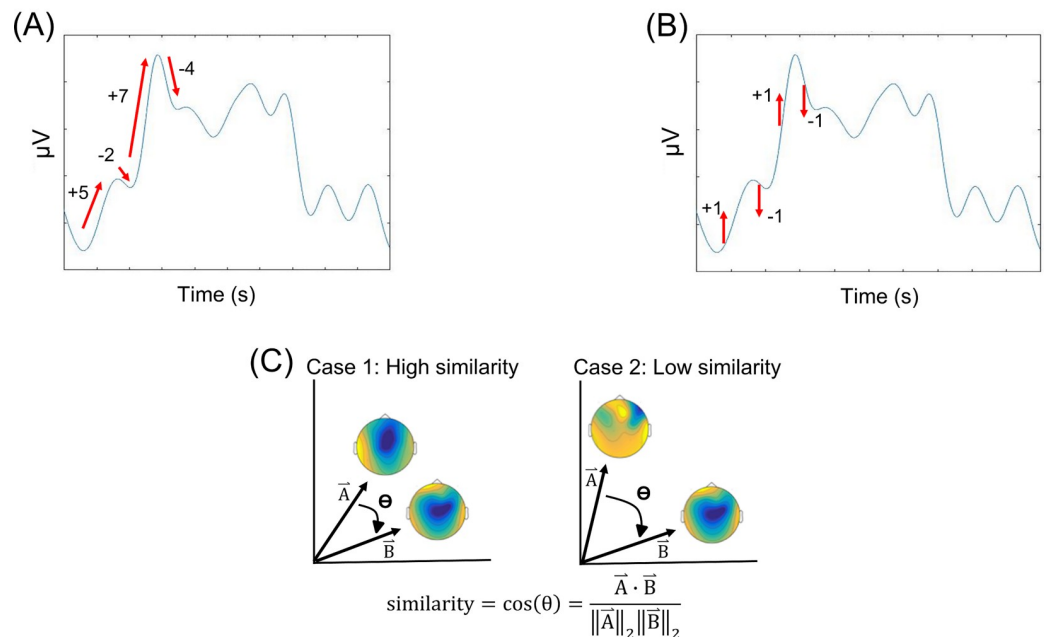 (A)
+7
-4
-2
+5
μV
Time (s)
(B)
+1
-1
+1
-1
μV
Time (s)
(C)
Case 1: High similarity
A
θ
B
Case 2: Low similarity
A
θ
B
similarity = cos(θ) = A · B / ‖A‖₂‖B‖₂